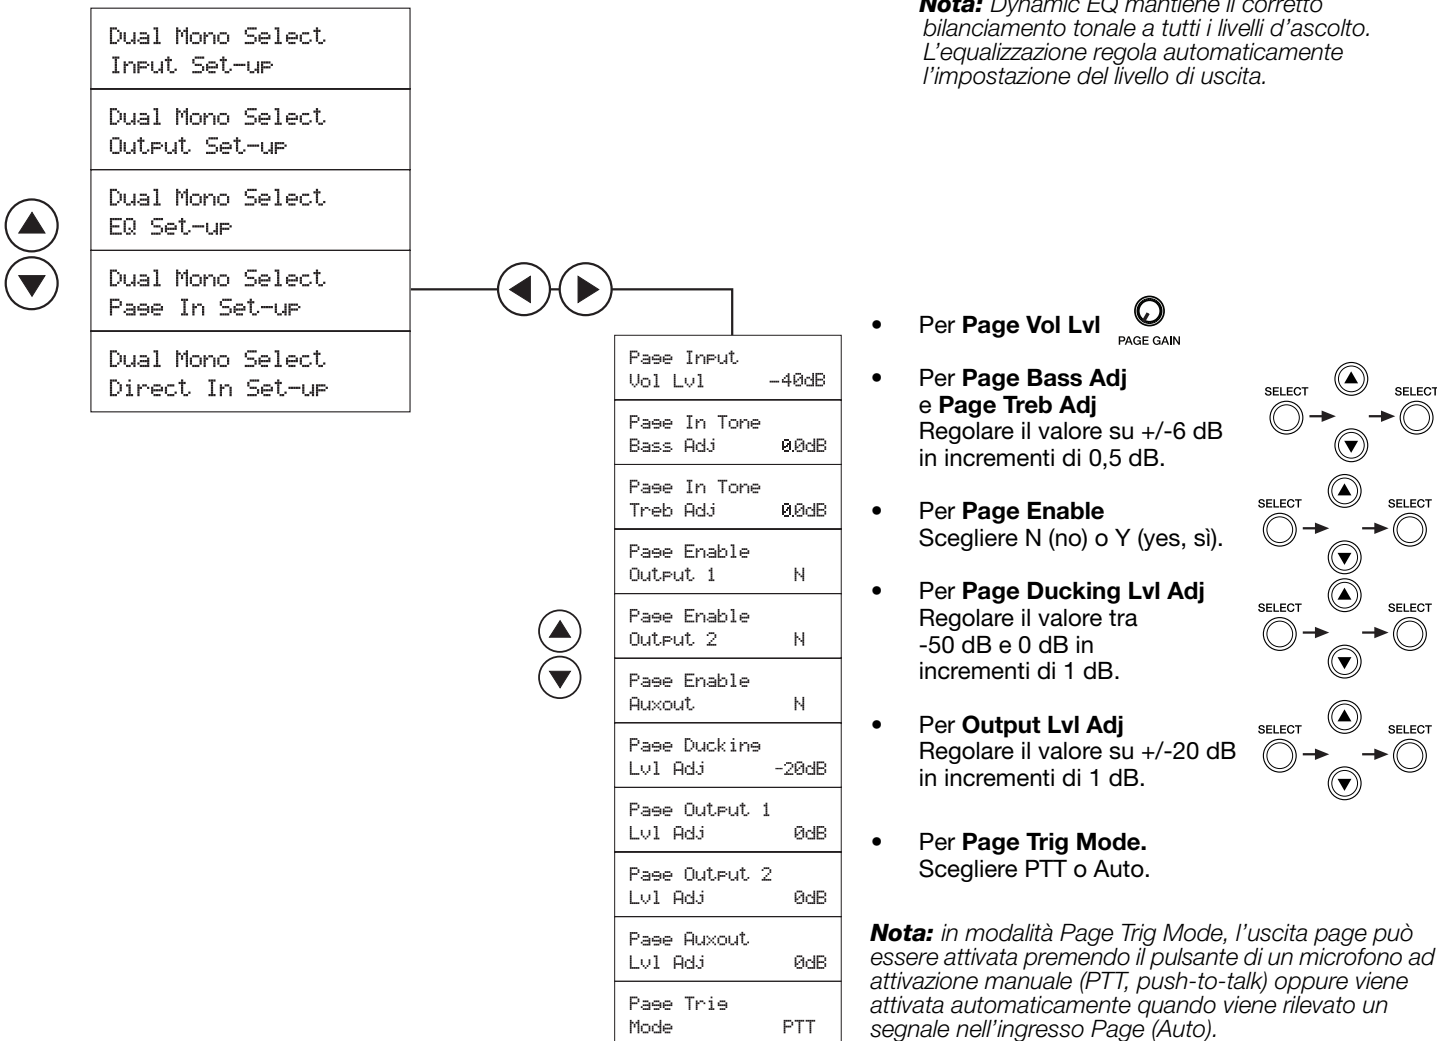 Nota: Dynamic EQ mantiene il corretto
bilanciamento tonale a tutti i livelli d’ascolto.
L’equalizzazione regola automaticamente
l’impostazione del livello di uscita.
Dual Mono Select
Input Set-up
Dual Mono Select
Output Set-up
Dual Mono Select
EQ Set-up
Dual Mono Select
Page In Set-up
Dual Mono Select
Direct In Set-up
Page Input
Vol Lvl -40dB
Page In Tone
Bass Adj 0.0dB
Page In Tone
Treb Adj 0.0dB
Page Enable
Output 1 N
Page Enable
Output 2 N
Page Enable
Auxout N
Page Ducking
Lvl Adj -20dB
Page Output 1
Lvl Adj 0dB
Page Output 2
Lvl Adj 0dB
Page Auxout
Lvl Adj 0dB
Page Trig
Mode PTT
• Per Page Vol Lvl
PAGE GAIN
• Per Page Bass Adj
e Page Treb Adj
Regolare il valore su +/-6 dB
in incrementi di 0,5 dB.
SELECT SELECT
• Per Page Enable
Scegliere N (no) o Y (yes, sì).
SELECT SELECT
• Per Page Ducking Lvl Adj
Regolare il valore tra
-50 dB e 0 dB in
incrementi di 1 dB.
SELECT SELECT
• Per Output Lvl Adj
Regolare il valore su +/-20 dB
in incrementi di 1 dB.
SELECT SELECT
• Per Page Trig Mode.
Scegliere PTT o Auto.
Nota: in modalità Page Trig Mode, l’uscita page può
essere attivata premendo il pulsante di un microfono ad
attivazione manuale (PTT, push-to-talk) oppure viene
attivata automaticamente quando viene rilevato un
segnale nell’ingresso Page (Auto).